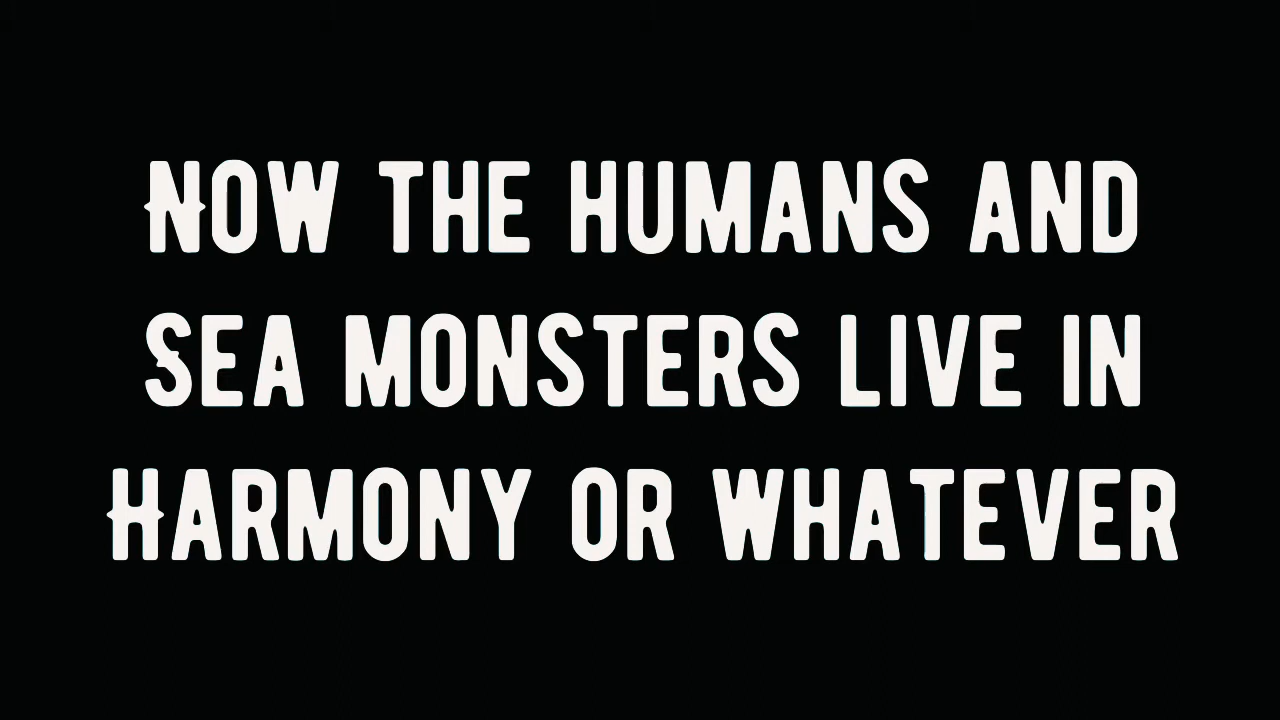 NOW THE HUMANS AND
SEA MONSTERS LIVE IN
HARMONY OR WHATEVER